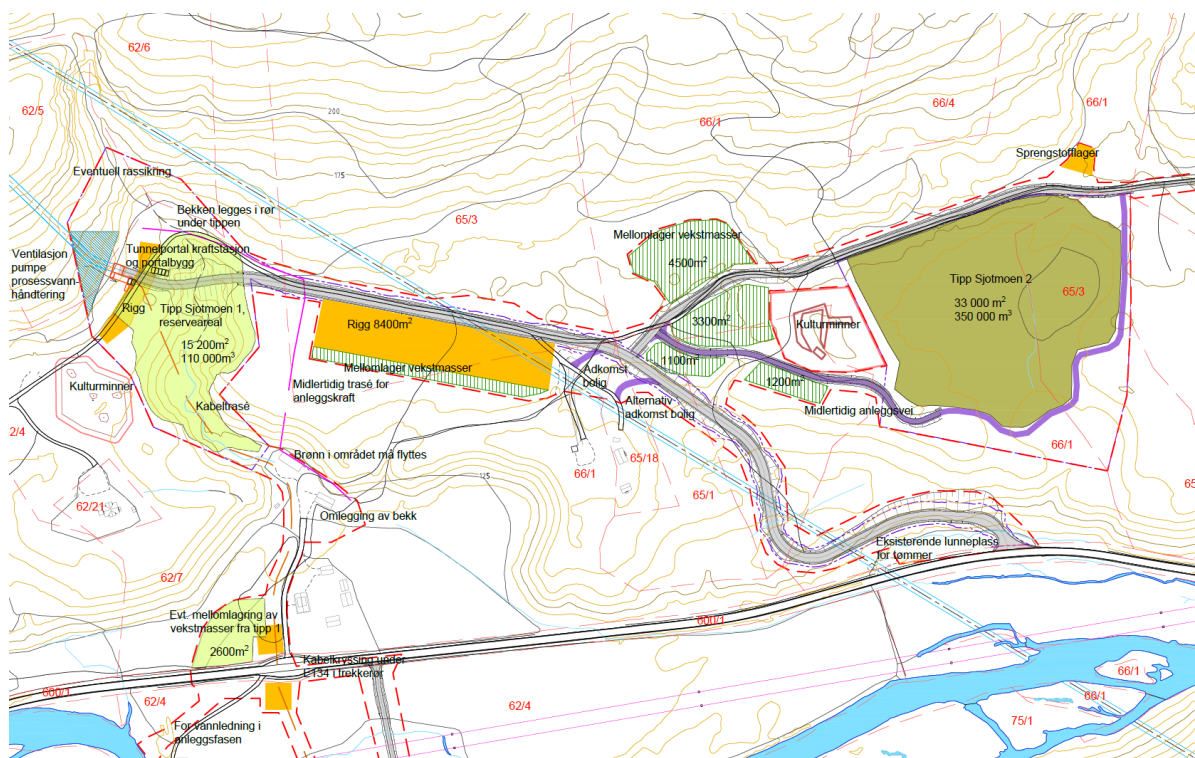 62/6
62/5
200
175
66/1
66/4
66/1
Sprengstofflager
Eventuell rassikring
Bekken legges i rør
under tippen
65/3
Mellomlager vekstmasser
4500m²
Ventilasjon
pumpe
prosessvann-
håndtering
Tunnelportal kraftstasjon
og portalbygg
Rigg
Tipp Sjøtmoen 1,
reserveareal
15 200m²
110 000m³
Rigg 8400m²
Mellomlager vekstmasser
3300m²
1100m²
1200m²
Kulturminner
Tipp Sjøtmoen 2
33 000 m²
350 000 m³
65/3
Kulturminner
Kabeltrasé
Midlertidig trasé for
anleggskraft
Adkomst
bolig
Alternativ
adkomst bolig
Midlertidig anleggsvei
66/1
2/4
Brønn i området må flyttes
66/1
65/18
65/1
65
62/21
Omlegging av bekk
Eksisterende lunneplass
for tømmer
62/7
Evt. mellomlagring av
vekstmasser fra tipp 1
2600m²
600/1
Kabelkryssing under
E134 i trekkerør
600/1
62/4
62/4
For vannledning i
anleggsfasen
66/1
66/1
75/1